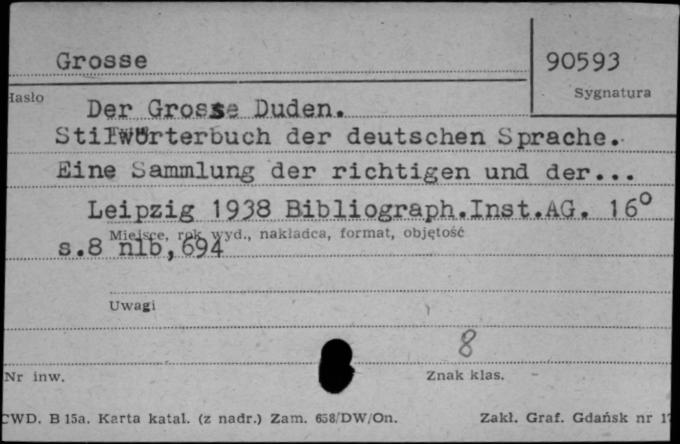 Grosse 90593
Hasło Sygnatura
Der Grosse Duden.
Stilwörterbuch der deutschen Sprache.
Eine Sammlung der richtigen und der...
Leipzig 1938 Bibliograph.Inst.AG. 16°
Miejsce, rok wyd., nakładca, format, objętość
s.8 nlb,694
Uwagi
8
Nr inw. Znak klas.
CWD. B 15a. Karta katal. (z nadr.) Zam. 658/DW/On. Zakł. Graf. Gdańsk nr